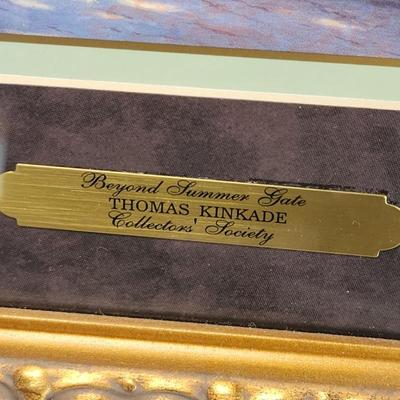 Beyond Summer Gate
THOMAS KINKADE
Collectors' Society